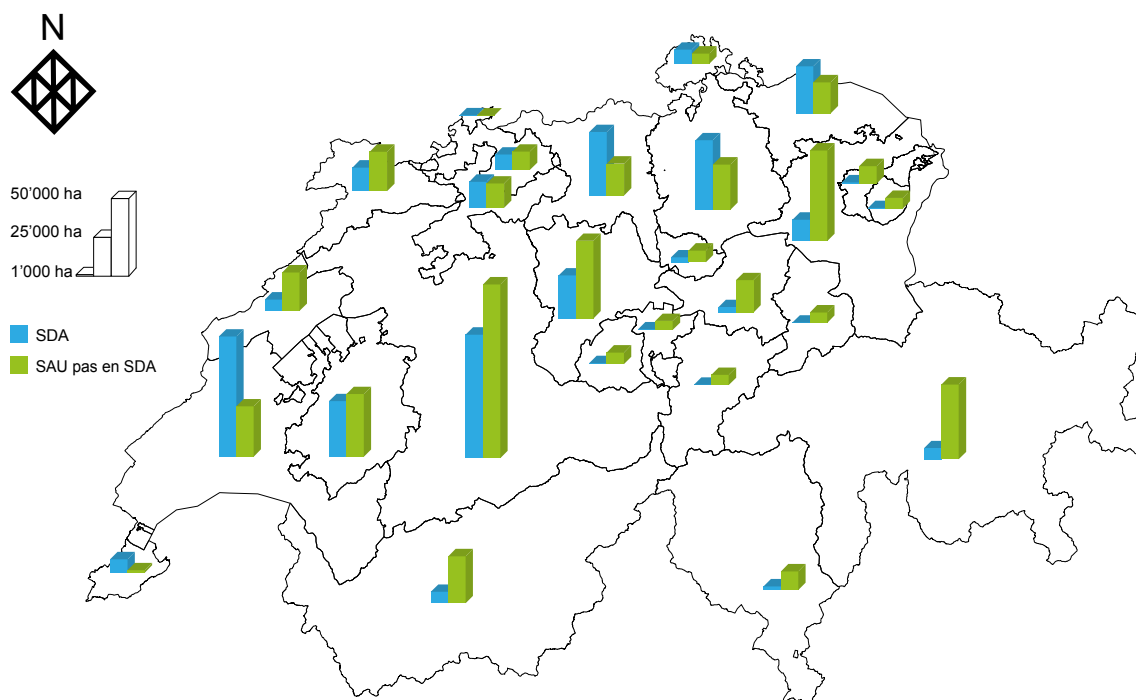 N
50’000 ha
25’000 ha
1’000 ha
SDA
SAU pas en SDA